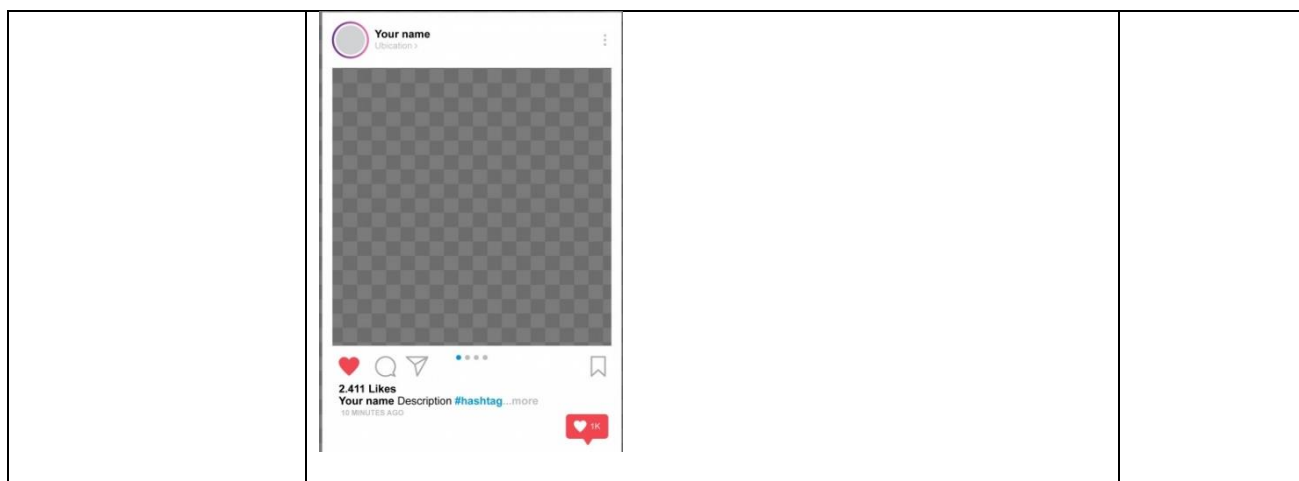 Your name
Ubication >
2.411 Likes
Your name Description #hashtag...more
10 MINUTES AGO
1K